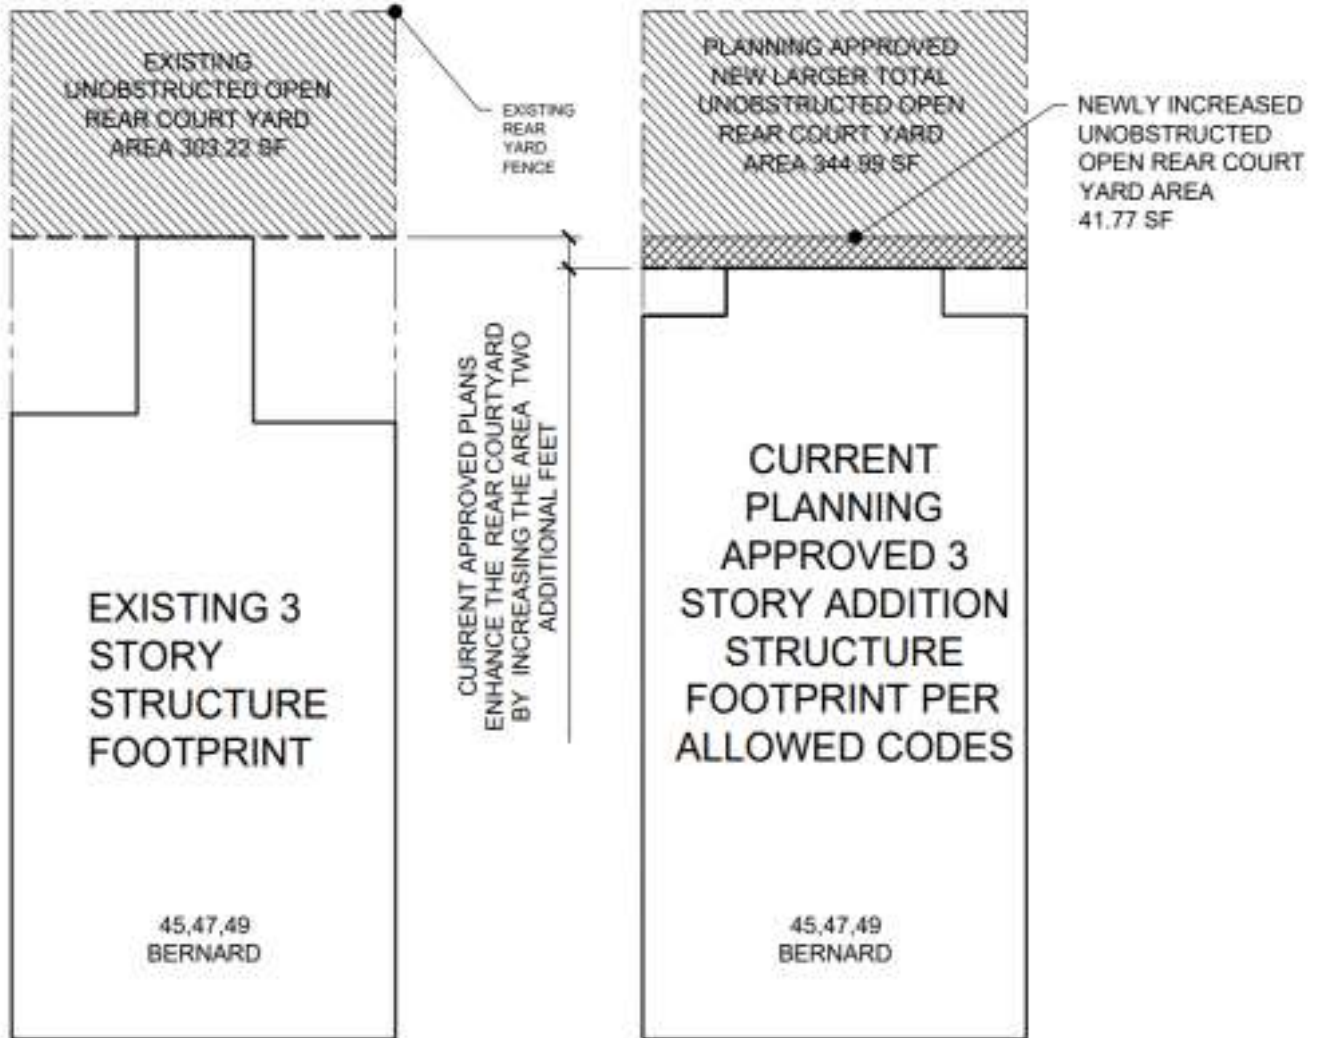 EXISTING
UNOBSTRUCTED OPEN
REAR COURT YARD
AREA 303.22 SF
EXISTING
REAR
YARD
FENCE
PLANNING APPROVED
NEW LARGER TOTAL
UNOBSTRUCTED OPEN
REAR COURT YARD
AREA 344.99 SF
NEWLY INCREASED
UNOBSTRUCTED
OPEN REAR COURT
YARD AREA
41.77 SF
CURRENT APPROVED PLANS
ENHANCE THE REAR COURTYARD
BY INCREASING THE AREA TWO
ADDITIONAL FEET
EXISTING 3
STORY
STRUCTURE
FOOTPRINT
CURRENT
PLANNING
APPROVED 3
STORY ADDITION
STRUCTURE
FOOTPRINT PER
ALLOWED CODES
45,47,49
BERNARD
45,47,49
BERNARD